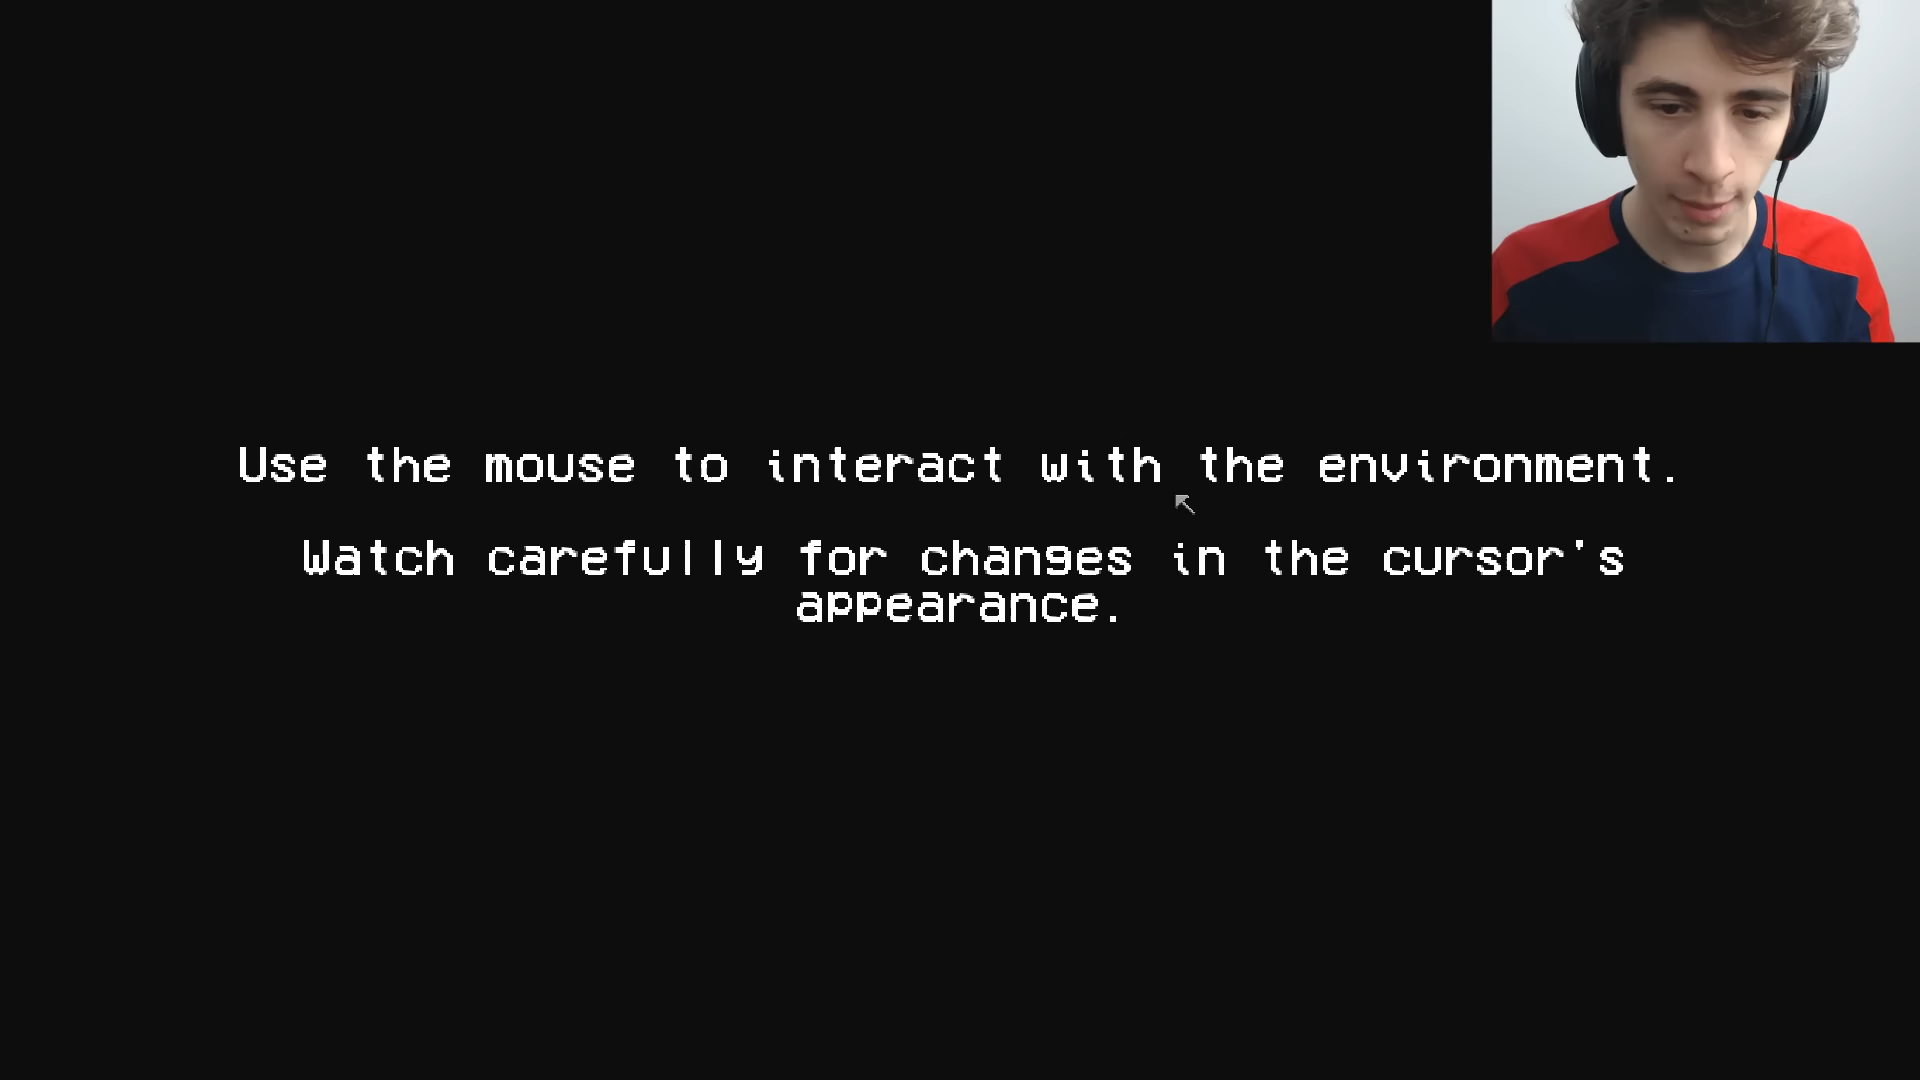 Use the mouse to interact with the environment.
Watch carefully for changes in the cursor's
appearance.